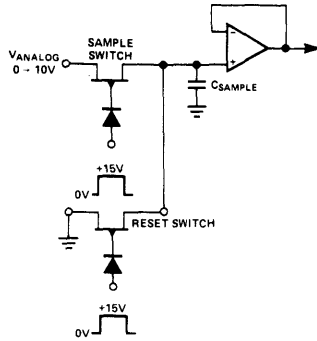 SAMPLE
SWITCH
VANALOG
0 → 10V
−
+
CSAMPLE
+15V
0V
RESET SWITCH
+15V
0V